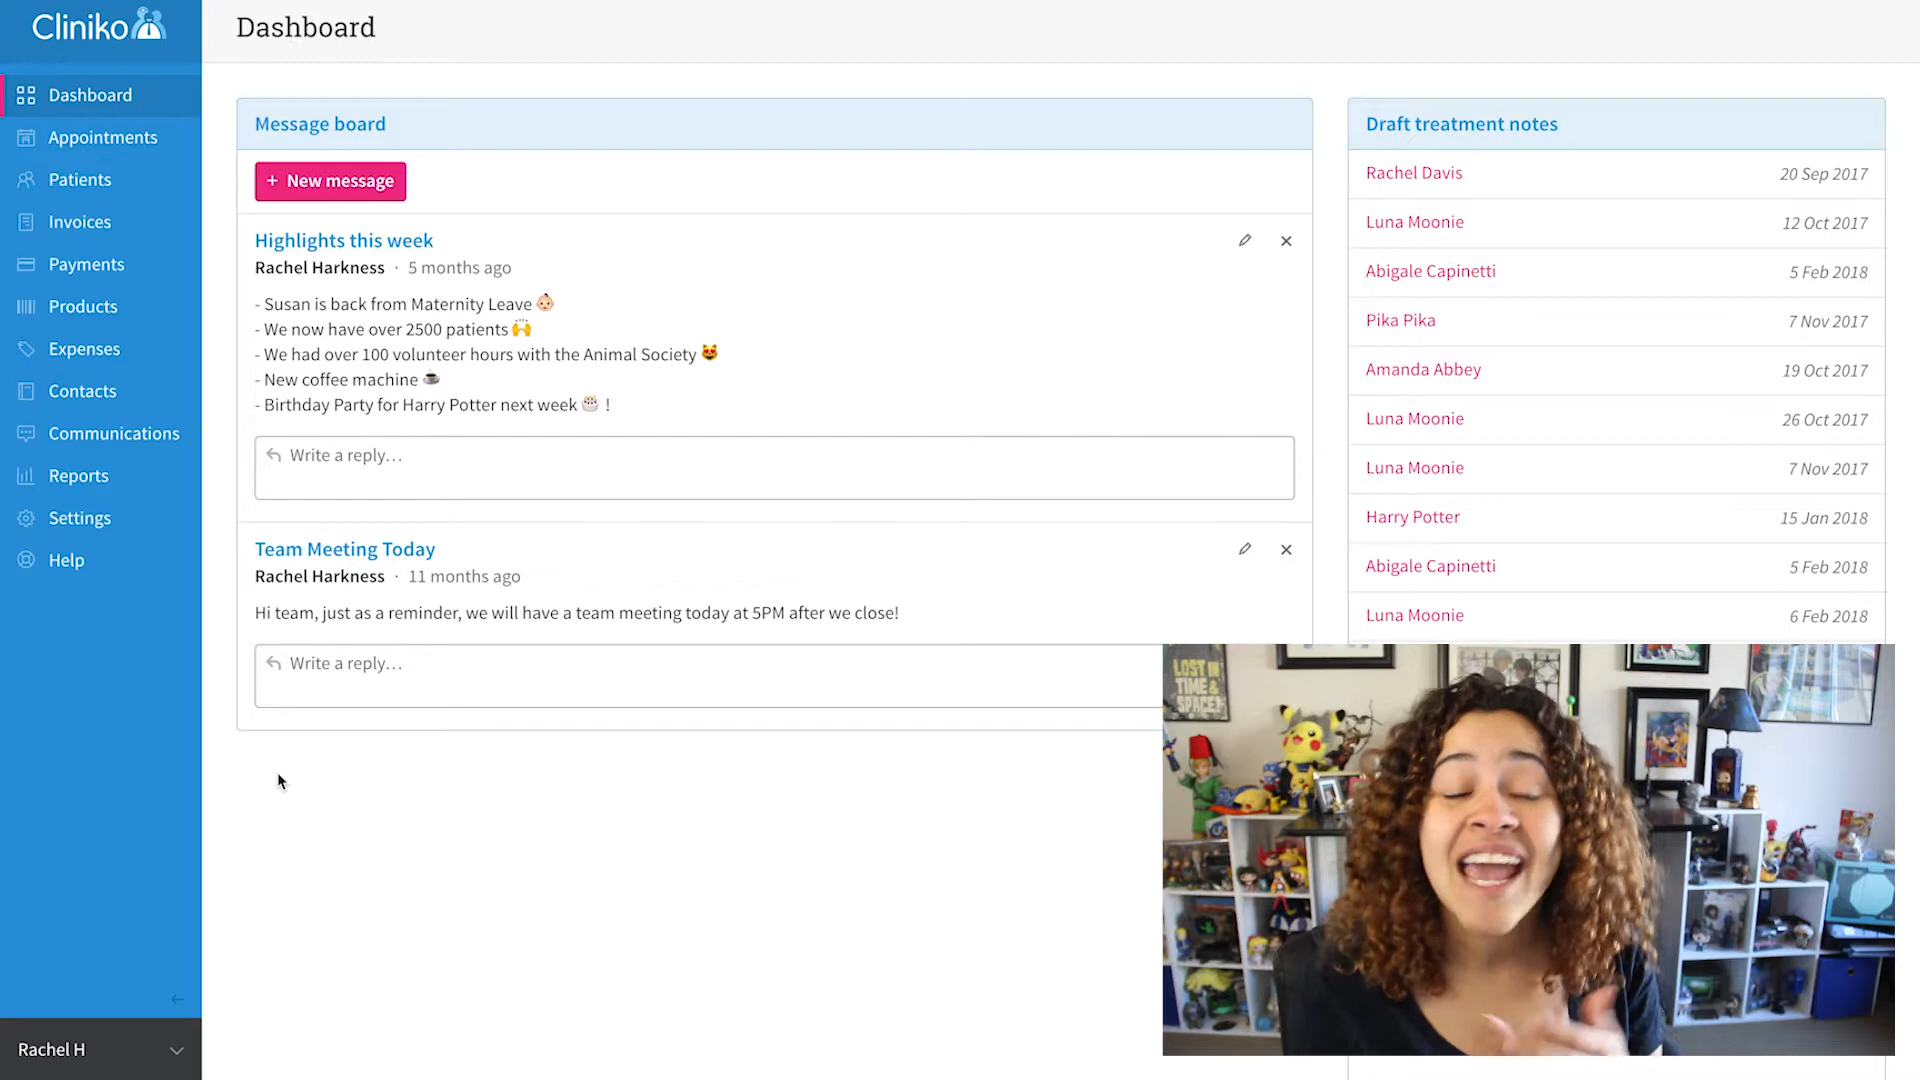 Cliniko
Dashboard
Dashboard
Appointments
Patients
Invoices
Payments
Products
Expenses
Contacts
Communications
Reports
Settings
Help
Rachel H
Message board
+ New message
Highlights this week
Rachel Harkness · 5 months ago
- Susan is back from Maternity Leave 👶
- We now have over 2500 patients 🙌
- We had over 100 volunteer hours with the Animal Society 😻
- New coffee machine ☕
- Birthday Party for Harry Potter next week 🎂 !
Write a reply…
Team Meeting Today
Rachel Harkness · 11 months ago
Hi team, just as a reminder, we will have a team meeting today at 5PM after we close!
Write a reply…
Draft treatment notes
Rachel Davis 20 Sep 2017
Luna Moonie 12 Oct 2017
Abigale Capinetti 5 Feb 2018
Pika Pika 7 Nov 2017
Amanda Abbey 19 Oct 2017
Luna Moonie 26 Oct 2017
Luna Moonie 7 Nov 2017
Harry Potter 15 Jan 2018
Abigale Capinetti 5 Feb 2018
Luna Moonie 6 Feb 2018
LOST IN
TIME &
SPACE!